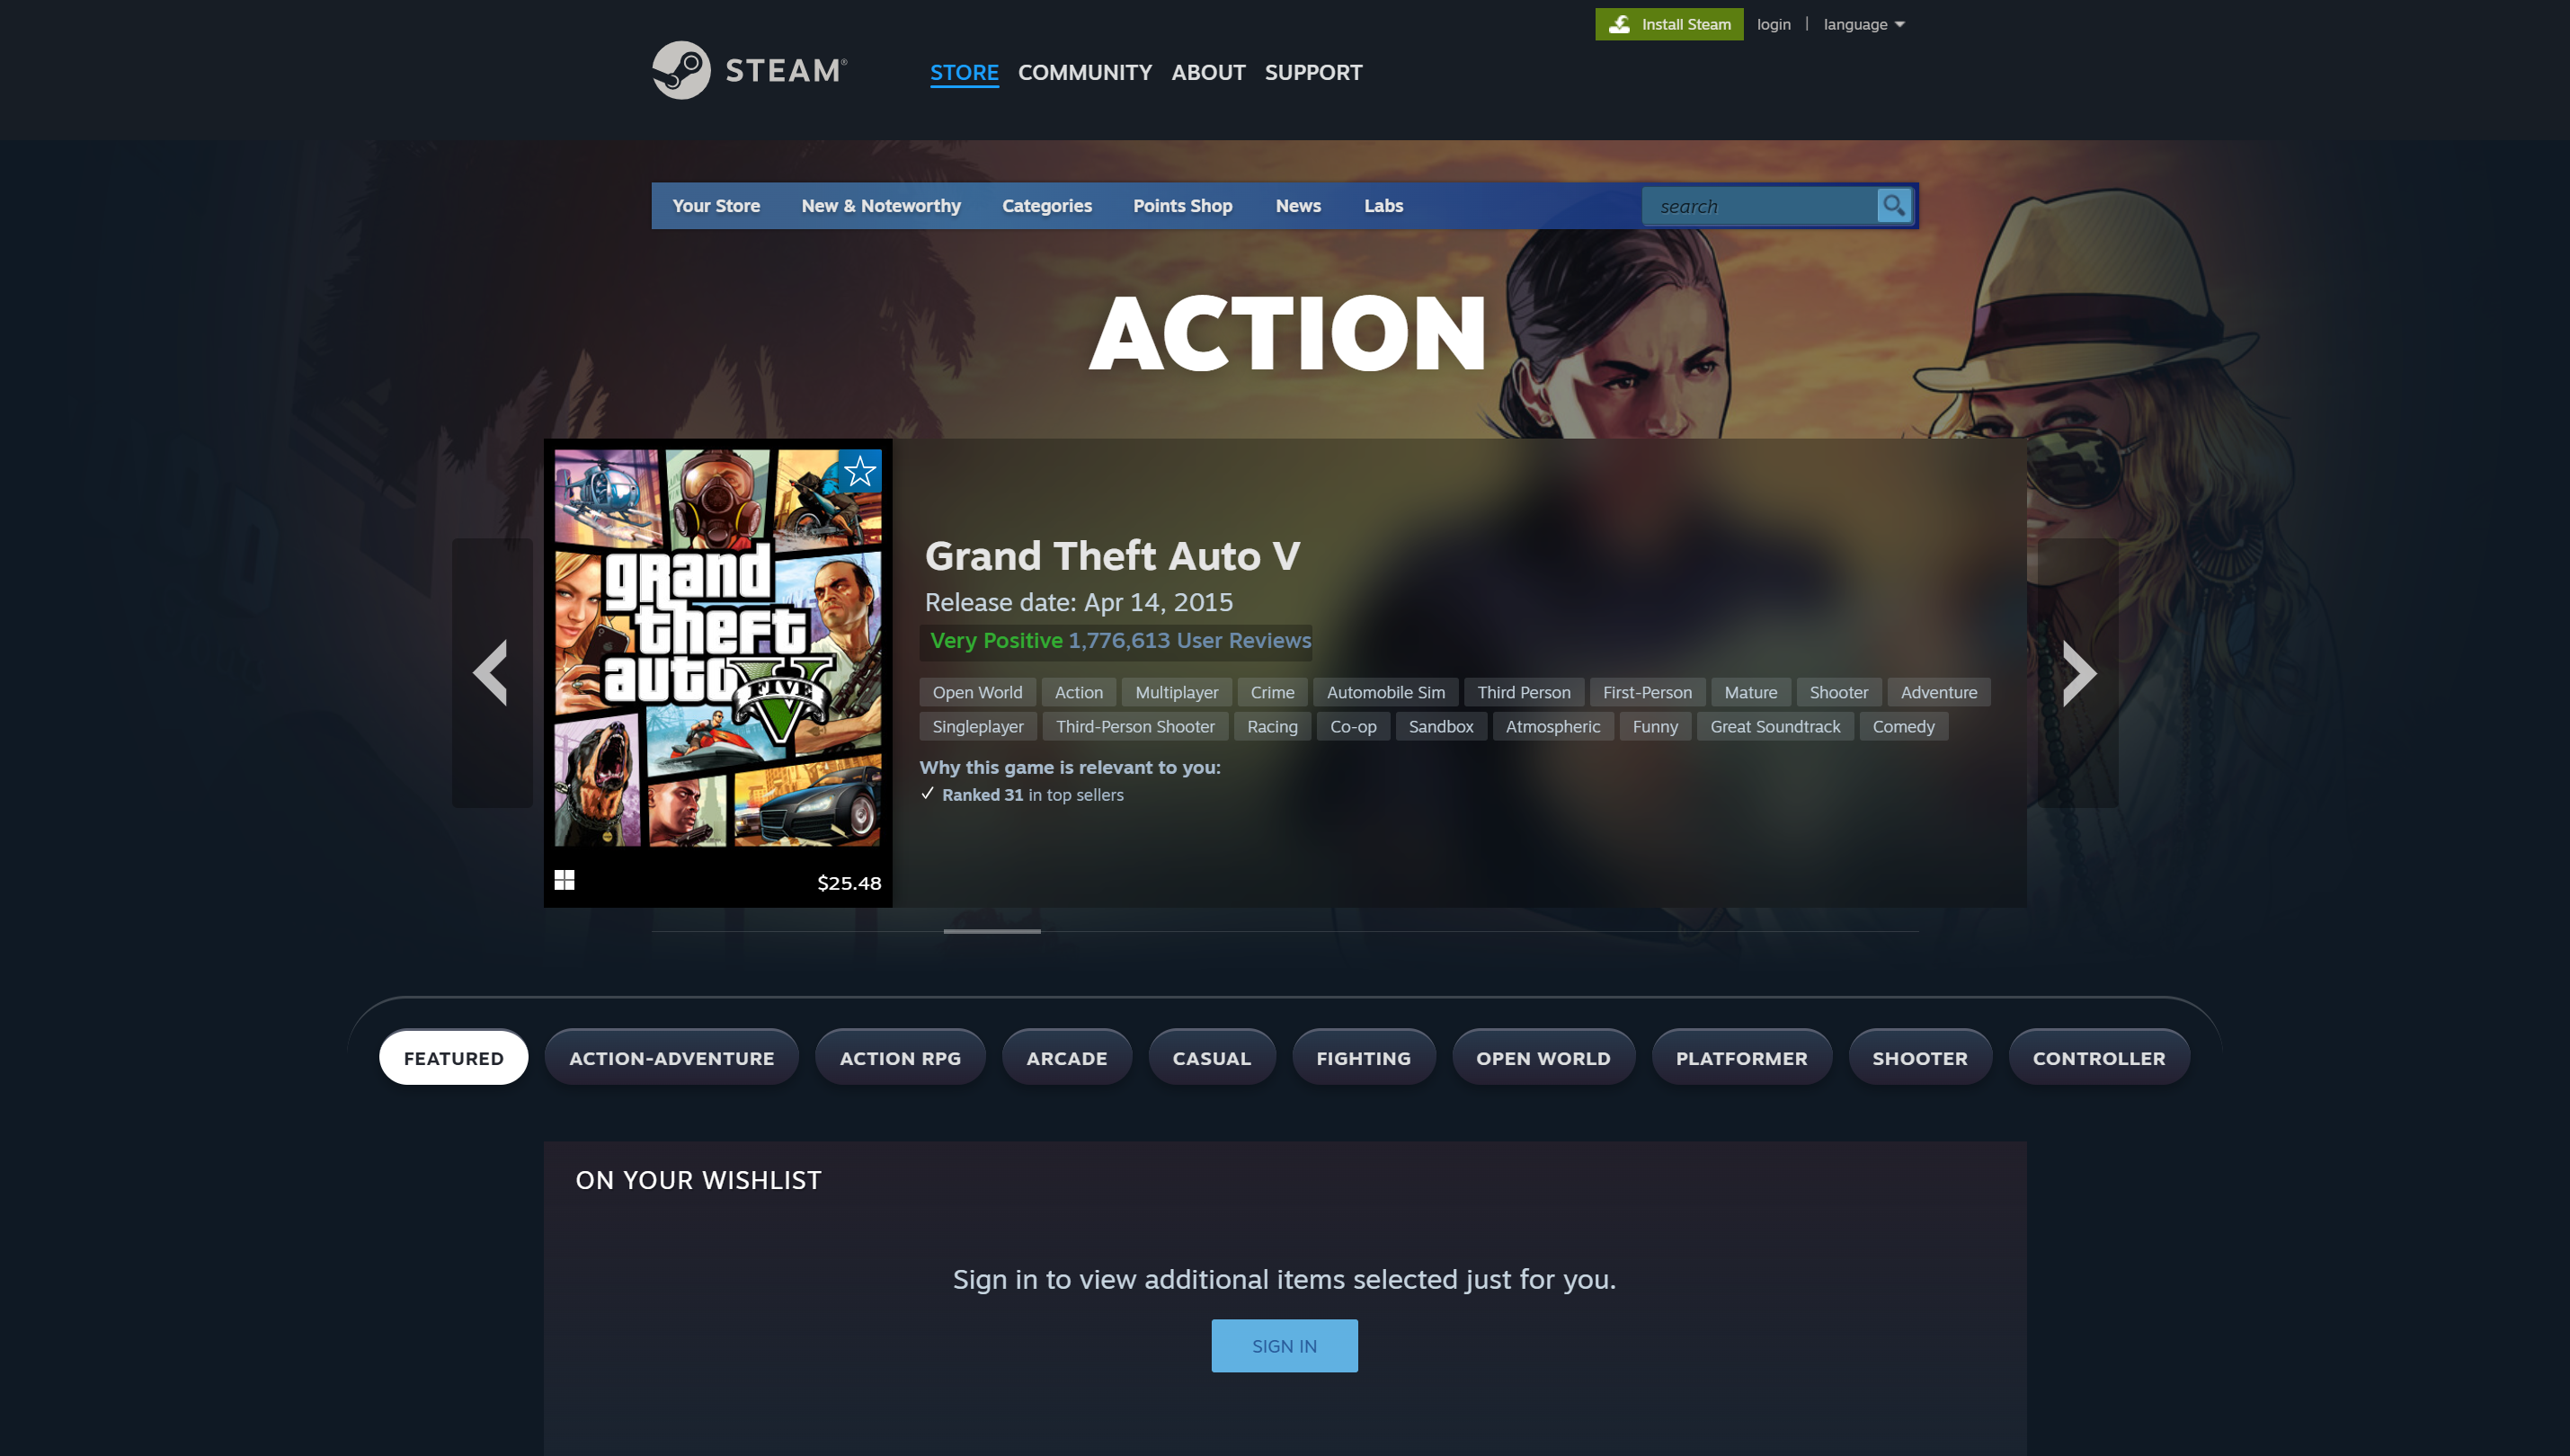 Install Steam login | language
STEAM®
STORE COMMUNITY ABOUT SUPPORT
Your Store New & Noteworthy Categories Points Shop News Labs search
ACTION
grand
theft
auto
FIVE
V
$25.48
Grand Theft Auto V
Release date: Apr 14, 2015
Very Positive 1,776,613 User Reviews
Open World Action Multiplayer Crime Automobile Sim Third Person First-Person Mature Shooter Adventure
Singleplayer Third-Person Shooter Racing Co-op Sandbox Atmospheric Funny Great Soundtrack Comedy
Why this game is relevant to you:
Ranked 31 in top sellers
FEATURED ACTION-ADVENTURE ACTION RPG ARCADE CASUAL FIGHTING OPEN WORLD PLATFORMER SHOOTER CONTROLLER
ON YOUR WISHLIST
Sign in to view additional items selected just for you.
SIGN IN